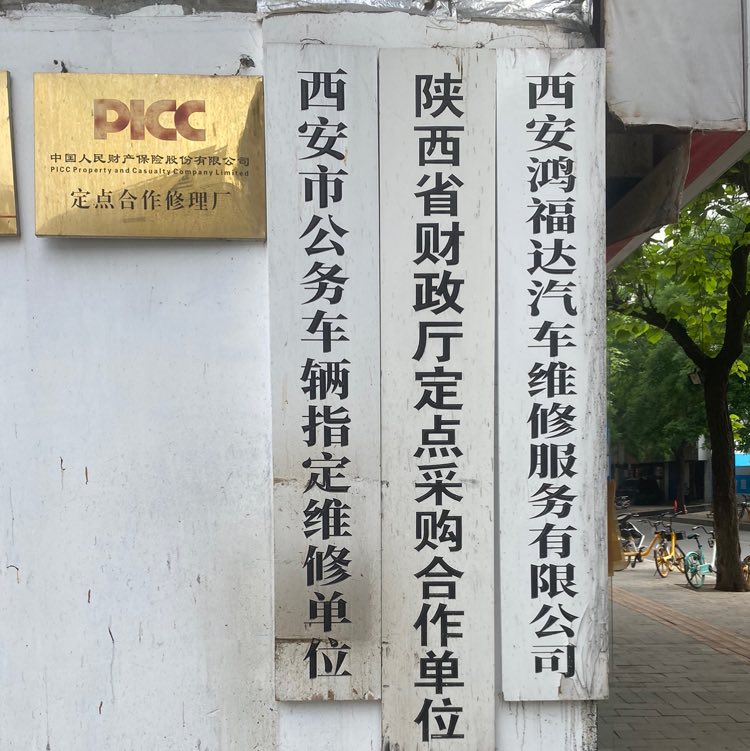 PICC
中国人民财产保险股份有限公司
PICC Property and Casualty Company Limited
定点合作修理厂
西安市公务车辆指定维修单位
陕西省财政厅定点采购合作单位
西安鸿福达汽车维修服务有限公司